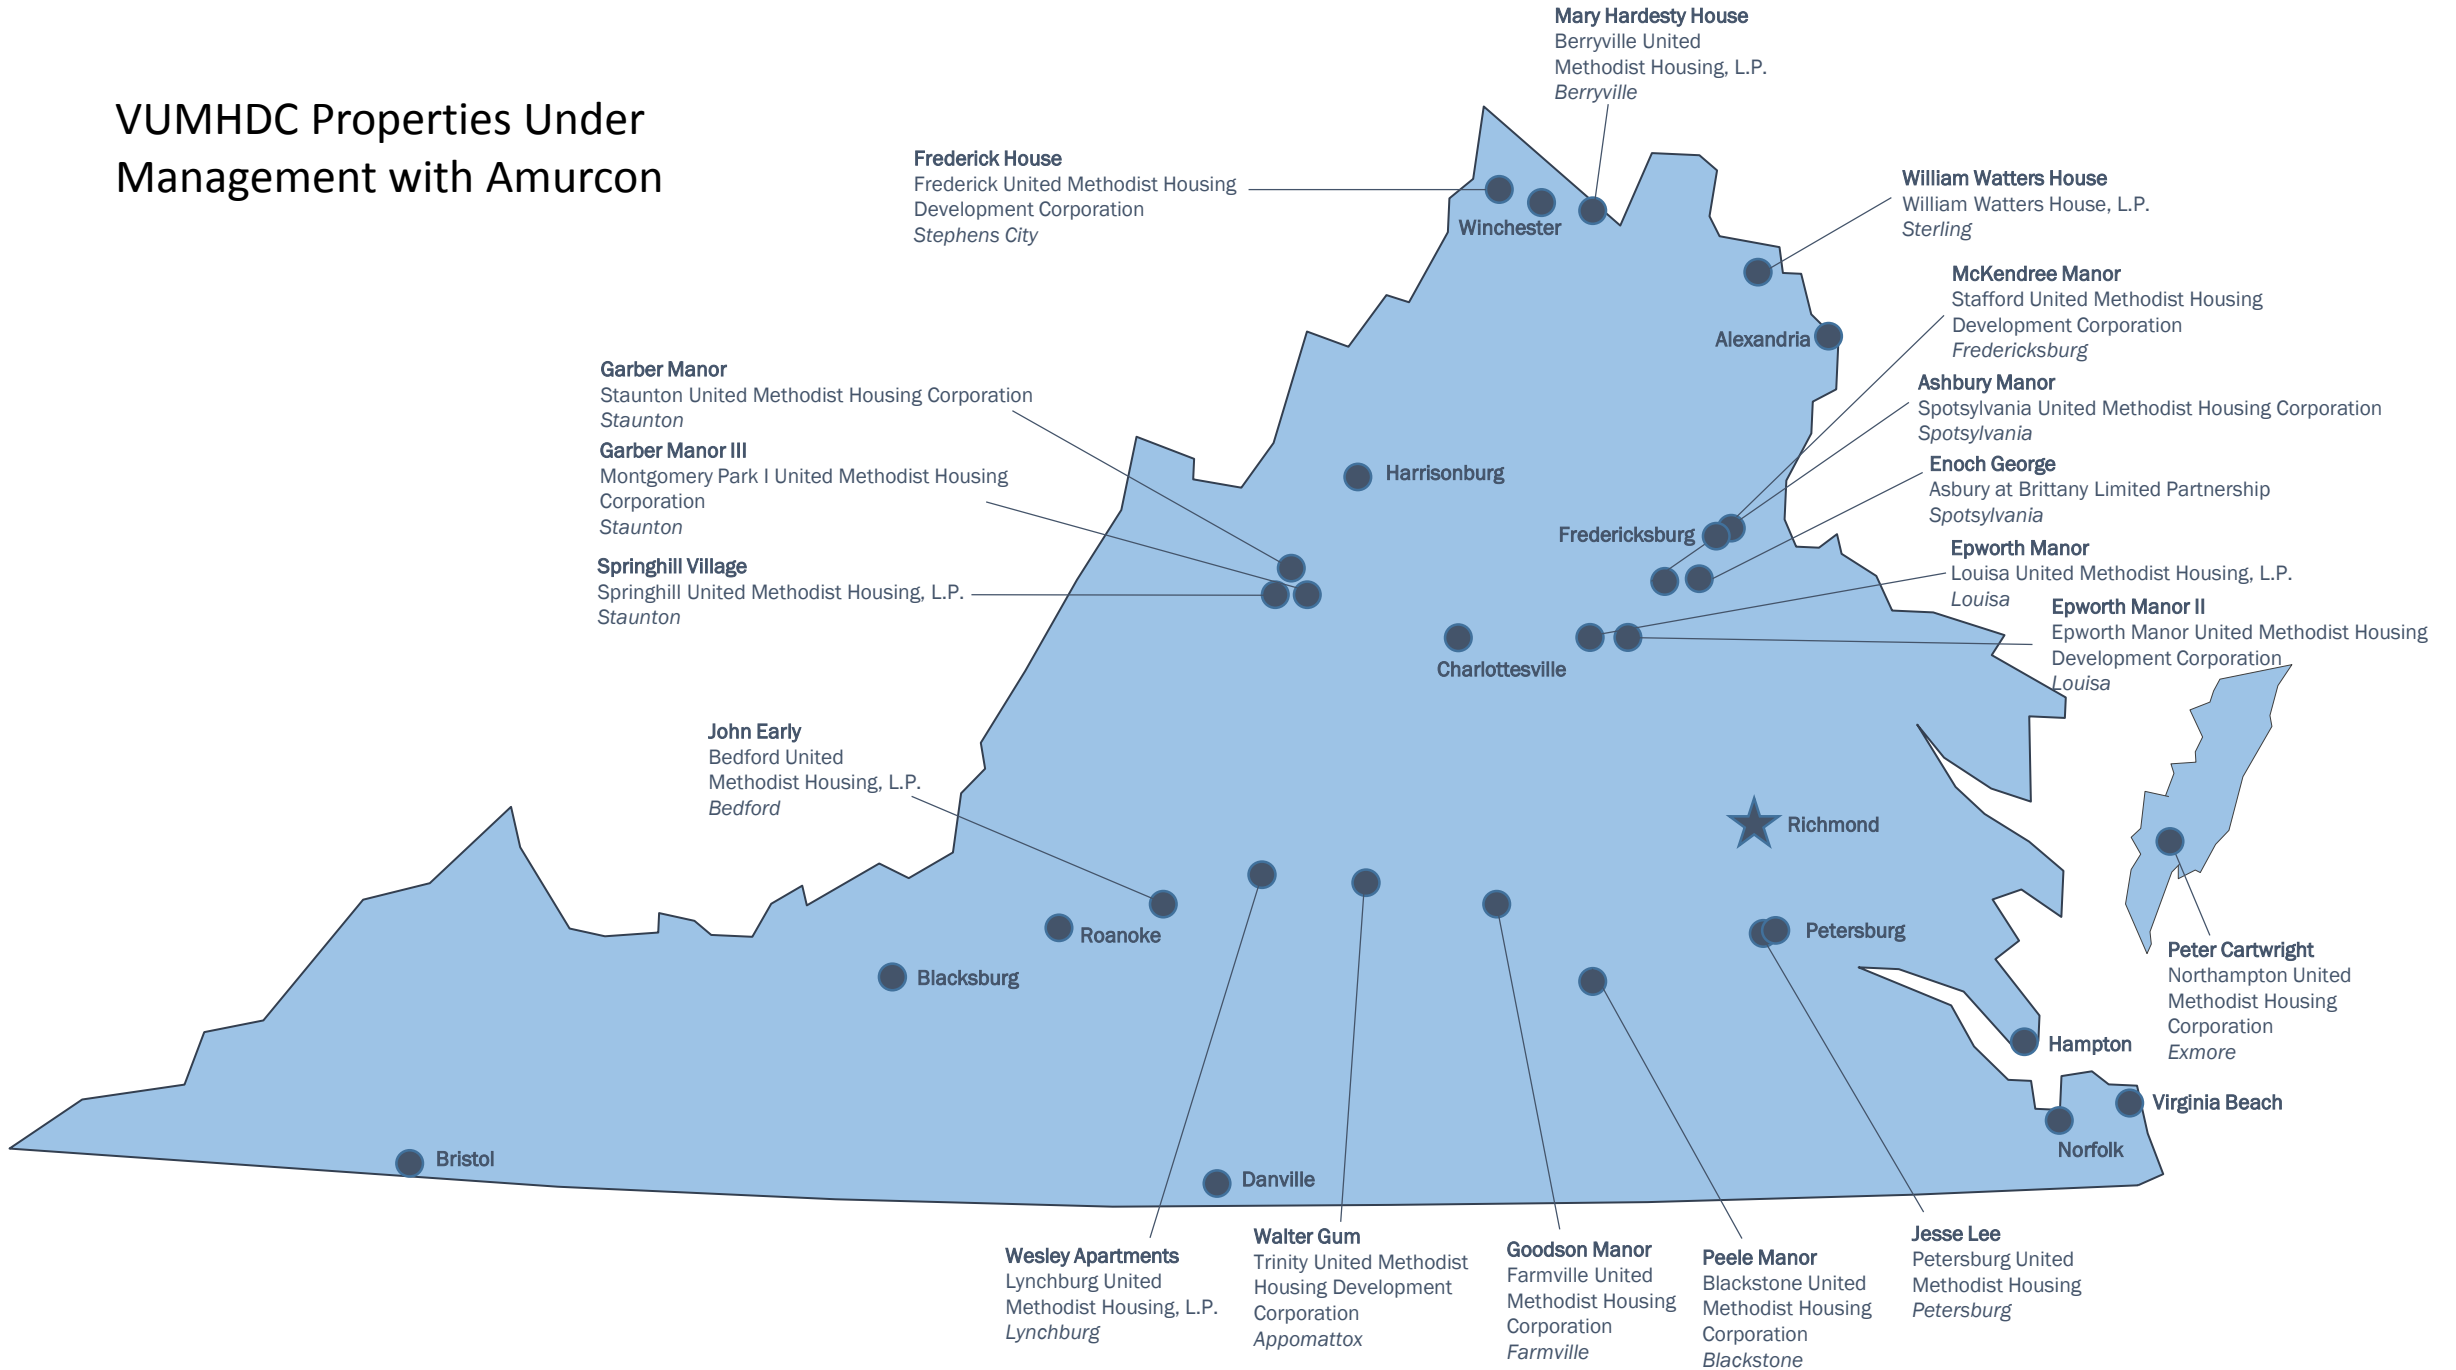 VUMHDC Properties Under
Management with Amurcon
Mary Hardesty House
Berryville United
Methodist Housing, L.P.
Berryville
Frederick House
Frederick United Methodist Housing
Development Corporation
Stephens City
Winchester
William Watters House
William Watters House, L.P.
Sterling
McKendree Manor
Stafford United Methodist Housing
Development Corporation
Fredericksburg
Alexandria
Garber Manor
Staunton United Methodist Housing Corporation
Staunton
Ashbury Manor
Spotsylvania United Methodist Housing Corporation
Spotsylvania
Garber Manor III
Montgomery Park I United Methodist Housing
Corporation
Staunton
Harrisonburg
Enoch George
Asbury at Brittany Limited Partnership
Spotsylvania
Fredericksburg
Springhill Village
Springhill United Methodist Housing, L.P.
Staunton
Epworth Manor
Louisa United Methodist Housing, L.P.
Louisa
Epworth Manor II
Epworth Manor United Methodist Housing
Development Corporation
Louisa
Charlottesville
John Early
Bedford United
Methodist Housing, L.P.
Bedford
Richmond
Roanoke
Petersburg
Blacksburg
Peter Cartwright
Northampton United
Methodist Housing
Corporation
Exmore
Hampton
Virginia Beach
Norfolk
Bristol
Danville
Wesley Apartments
Lynchburg United
Methodist Housing, L.P.
Lynchburg
Walter Gum
Trinity United Methodist
Housing Development
Corporation
Appomattox
Goodson Manor
Farmville United
Methodist Housing
Corporation
Farmville
Peele Manor
Blackstone United
Methodist Housing
Corporation
Blackstone
Jesse Lee
Petersburg United
Methodist Housing
Petersburg